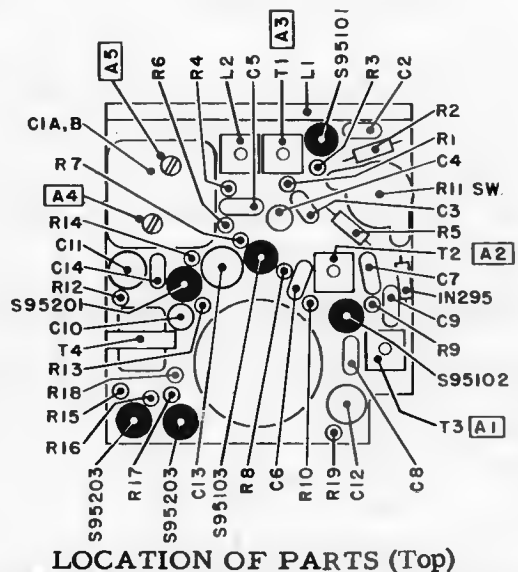 A5
R6
R4
L2
C5
A3
T1
L1
S95101
R3
C2
R2
R1
C4
R11 SW.
C3
R5
T2 A2
C7
IN295
C9
R9
S95102
T3 A1
C8
C12
R19
R10
C6
R8
S95103
C13
S95203
R17
S95203
R16
R15
R18
R13
T4
C10
S95201
R12
C14
C11
R14
A4
R7
C1A,B
LOCATION OF PARTS (Top)